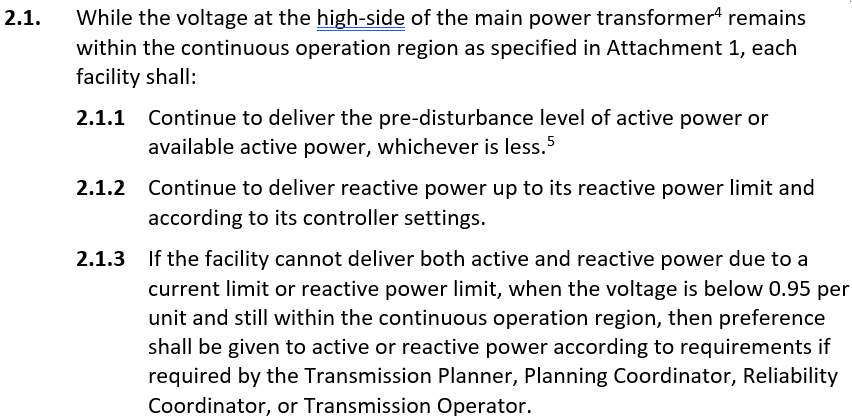 2.1. While the voltage at the high-side of the main power transformer⁴ remains
within the continuous operation region as specified in Attachment 1, each
facility shall:
2.1.1 Continue to deliver the pre-disturbance level of active power or
available active power, whichever is less.⁵
2.1.2 Continue to deliver reactive power up to its reactive power limit and
according to its controller settings.
2.1.3 If the facility cannot deliver both active and reactive power due to a
current limit or reactive power limit, when the voltage is below 0.95 per
unit and still within the continuous operation region, then preference
shall be given to active or reactive power according to requirements if
required by the Transmission Planner, Planning Coordinator, Reliability
Coordinator, or Transmission Operator.